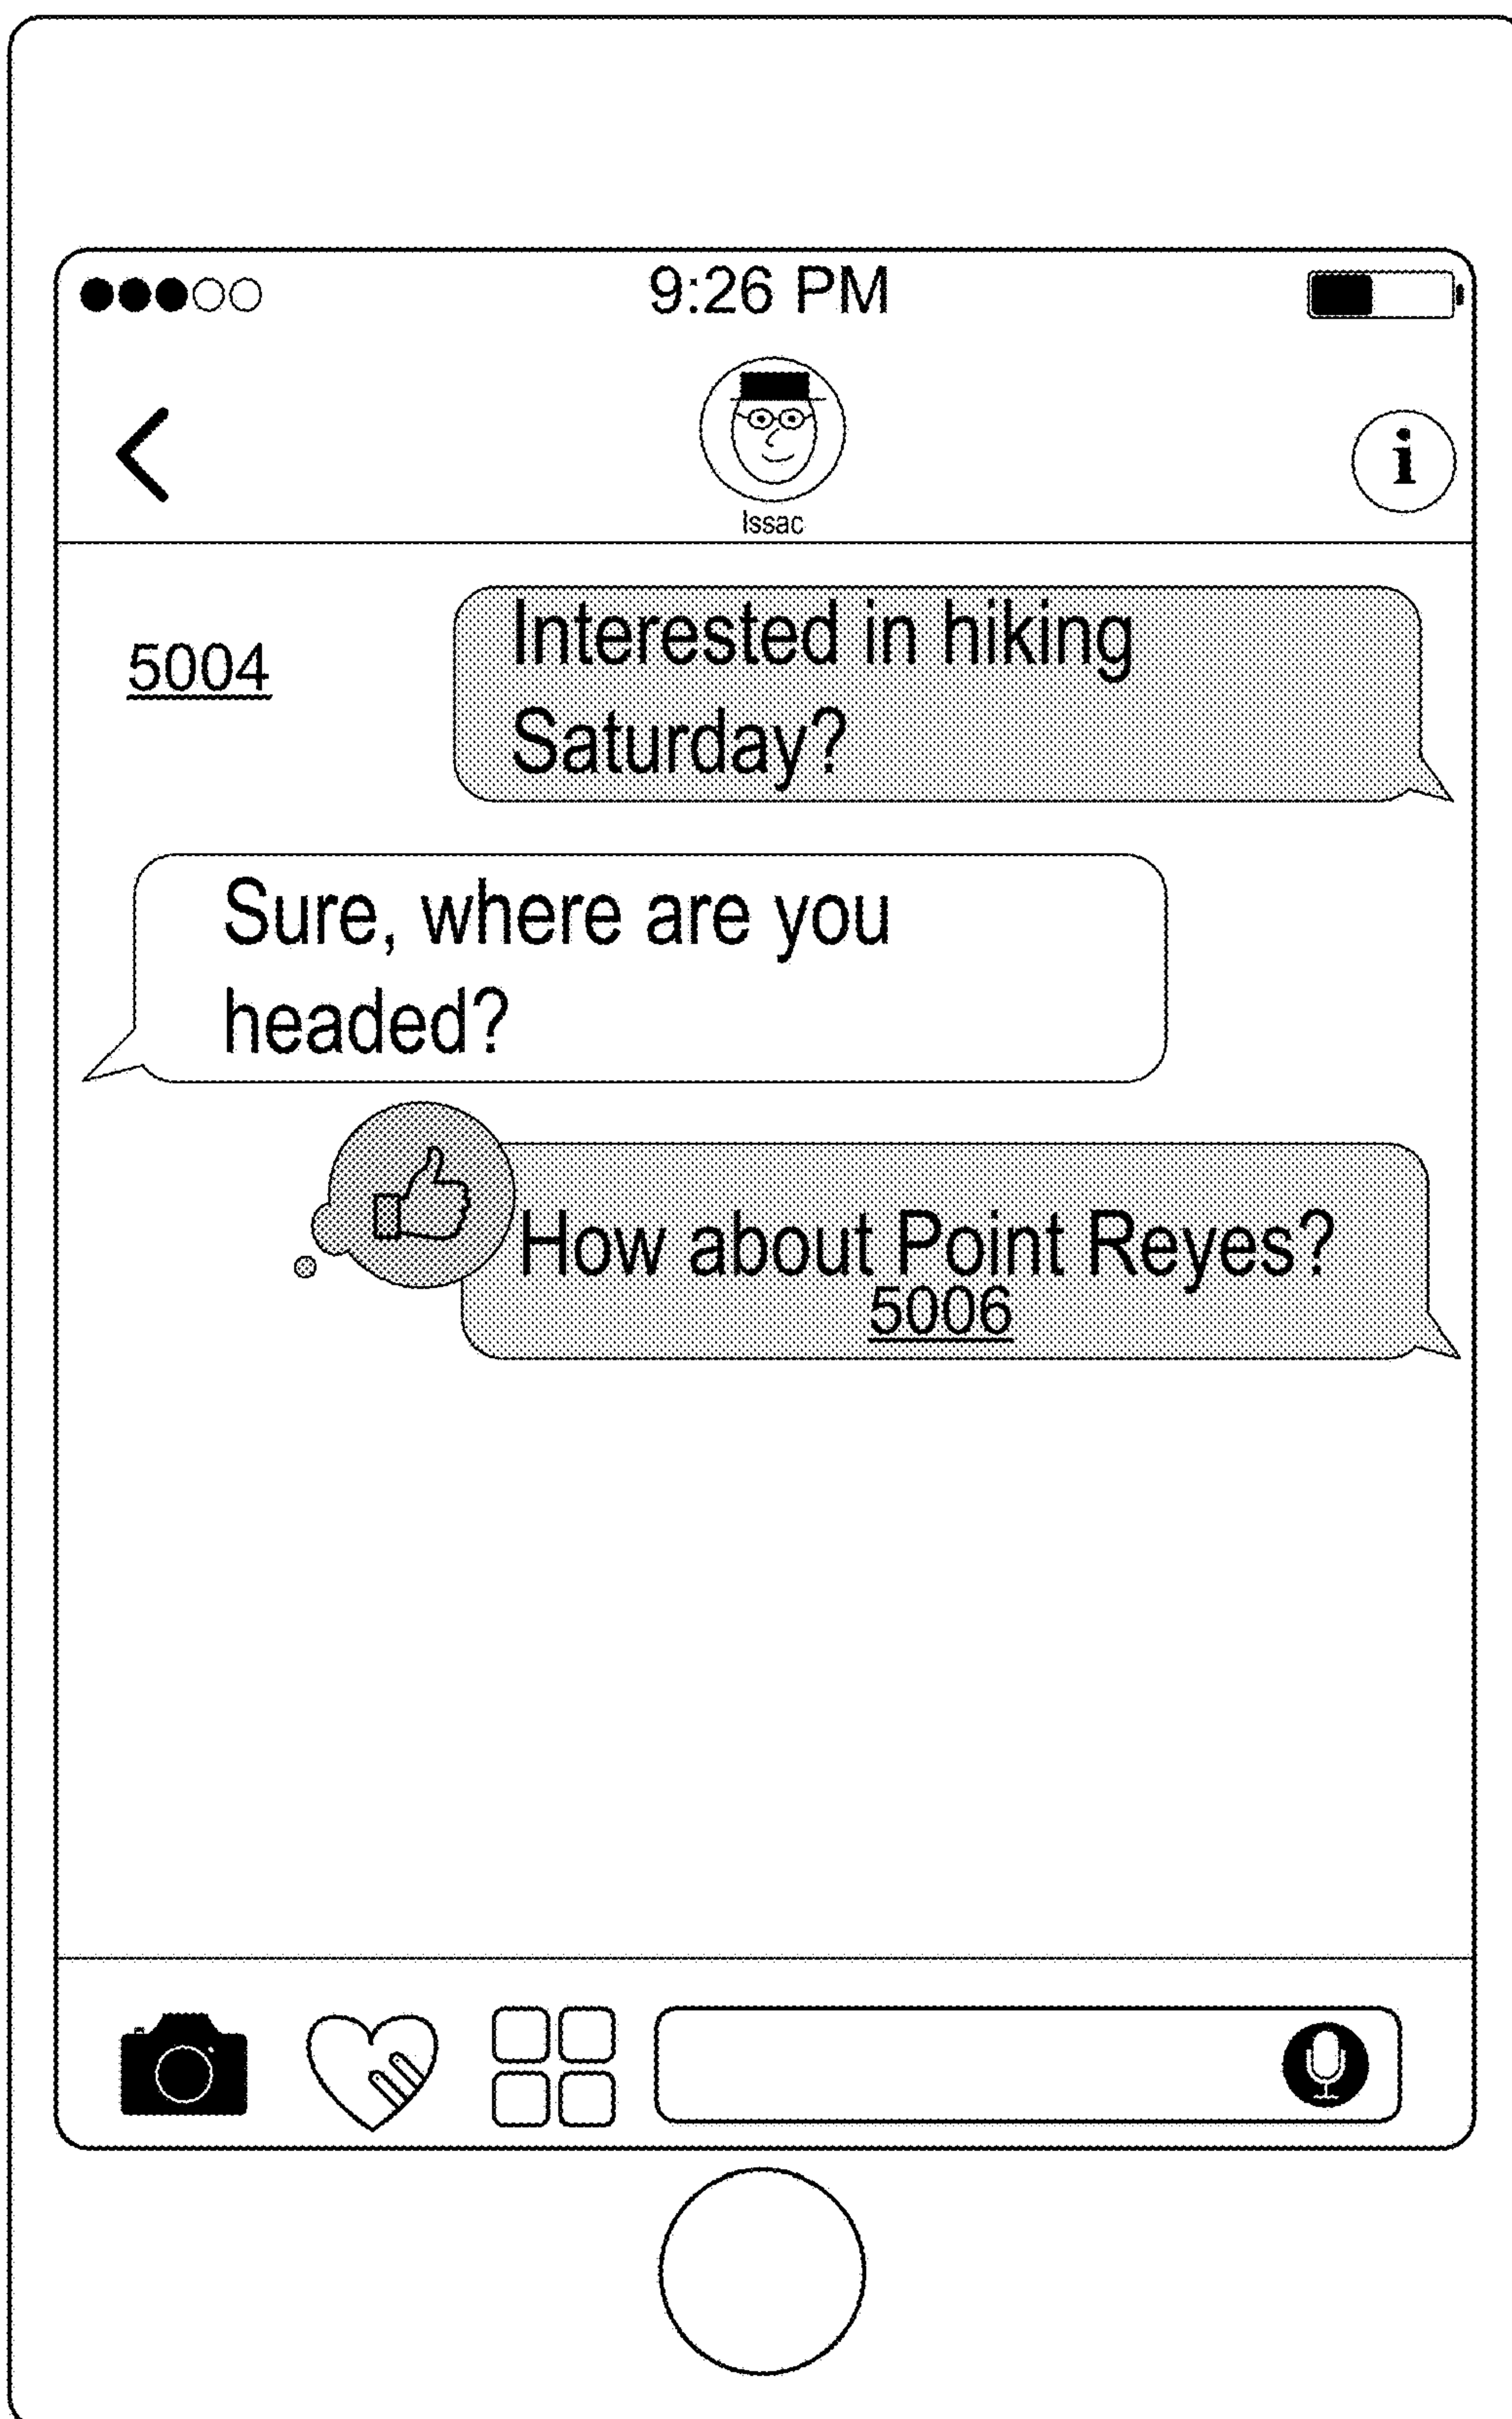 9:26 PM
i
Issac
5004
Interested in hiking
Saturday?
Sure, where are you
headed?
How about Point Reyes?
5006